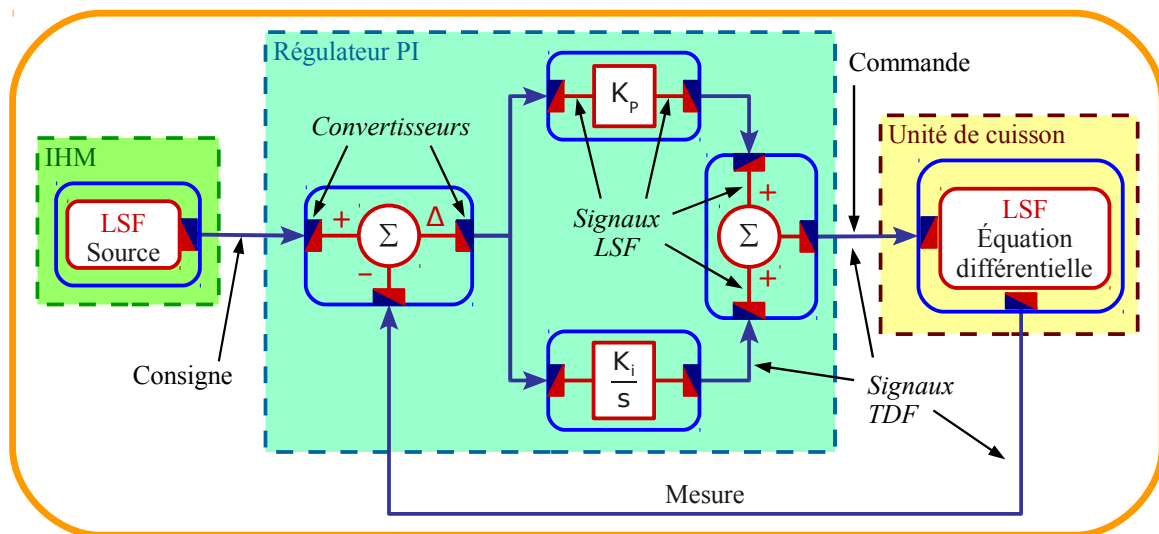 Régulateur PI
Commande
K_P
Convertisseurs
Unité de cuisson
IHM
LSF
Source
+
Σ
Δ
−
Signaux
LSF
+
Σ
+
LSF
Équation
différentielle
Consigne
K_i
s
Signaux
TDF
Mesure